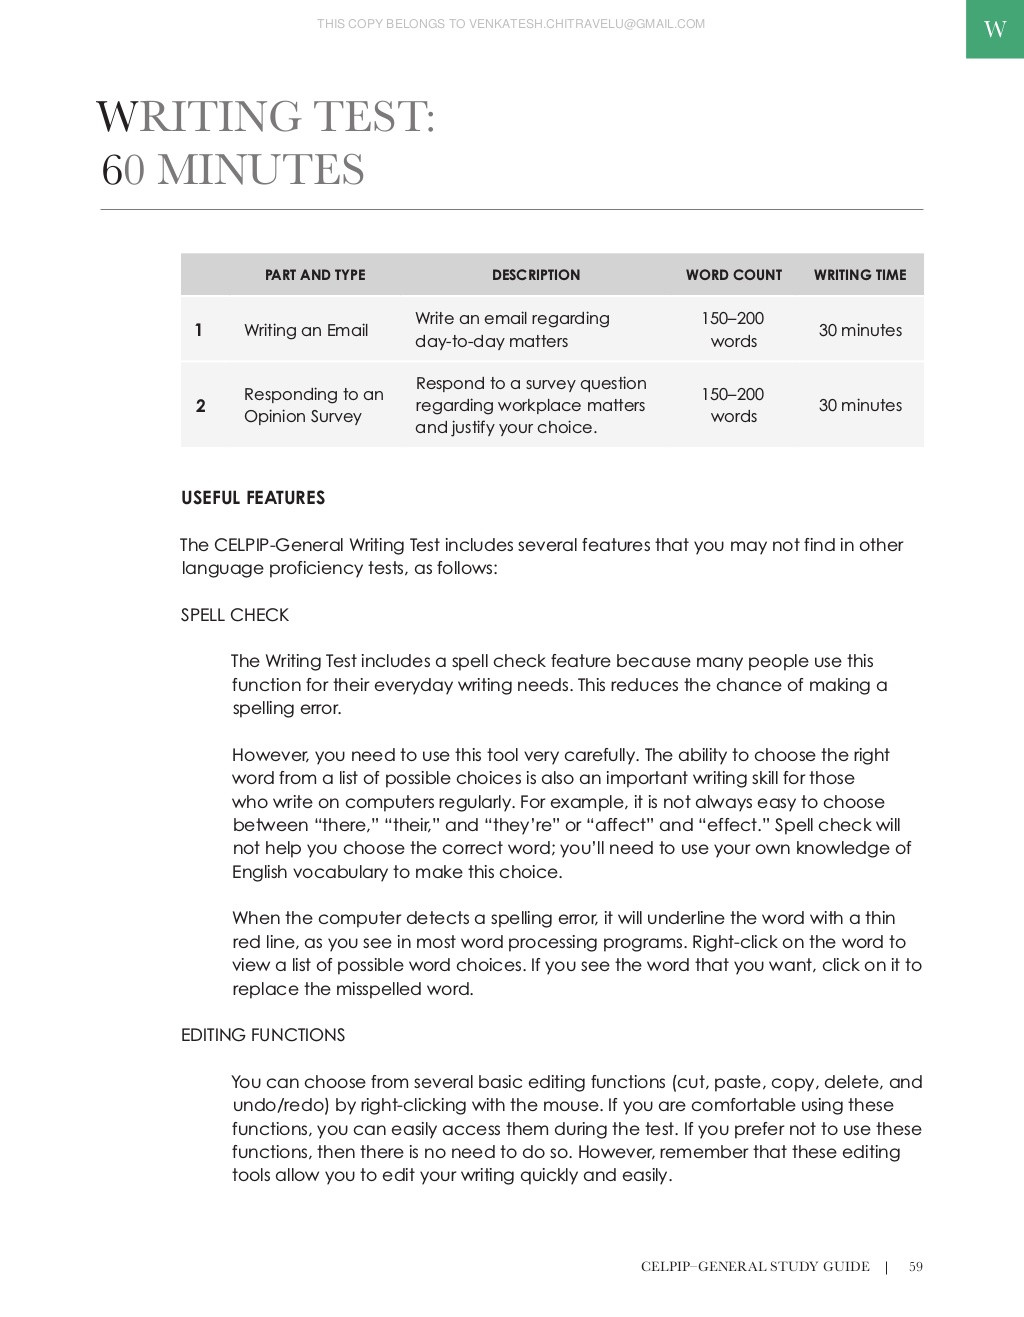 THIS COPY BELONGS TO VENKATESH.CHITRAVELU@GMAIL.COM
W
WRITING TEST:
60 MINUTES
PART AND TYPE DESCRIPTION WORD COUNT WRITING TIME
1 Writing an Email Write an email regarding day-to-day matters 150–200 words 30 minutes
2 Responding to an Opinion Survey Respond to a survey question regarding workplace matters and justify your choice. 150–200 words 30 minutes
USEFUL FEATURES
The CELPIP-General Writing Test includes several features that you may not find in other
language proficiency tests, as follows:
SPELL CHECK
The Writing Test includes a spell check feature because many people use this
function for their everyday writing needs. This reduces the chance of making a
spelling error.
However, you need to use this tool very carefully. The ability to choose the right
word from a list of possible choices is also an important writing skill for those
who write on computers regularly. For example, it is not always easy to choose
between “there,” “their,” and “they’re” or “affect” and “effect.” Spell check will
not help you choose the correct word; you’ll need to use your own knowledge of
English vocabulary to make this choice.
When the computer detects a spelling error, it will underline the word with a thin
red line, as you see in most word processing programs. Right-click on the word to
view a list of possible word choices. If you see the word that you want, click on it to
replace the misspelled word.
EDITING FUNCTIONS
You can choose from several basic editing functions (cut, paste, copy, delete, and
undo/redo) by right-clicking with the mouse. If you are comfortable using these
functions, you can easily access them during the test. If you prefer not to use these
functions, then there is no need to do so. However, remember that these editing
tools allow you to edit your writing quickly and easily.
CELPIP–GENERAL STUDY GUIDE | 59